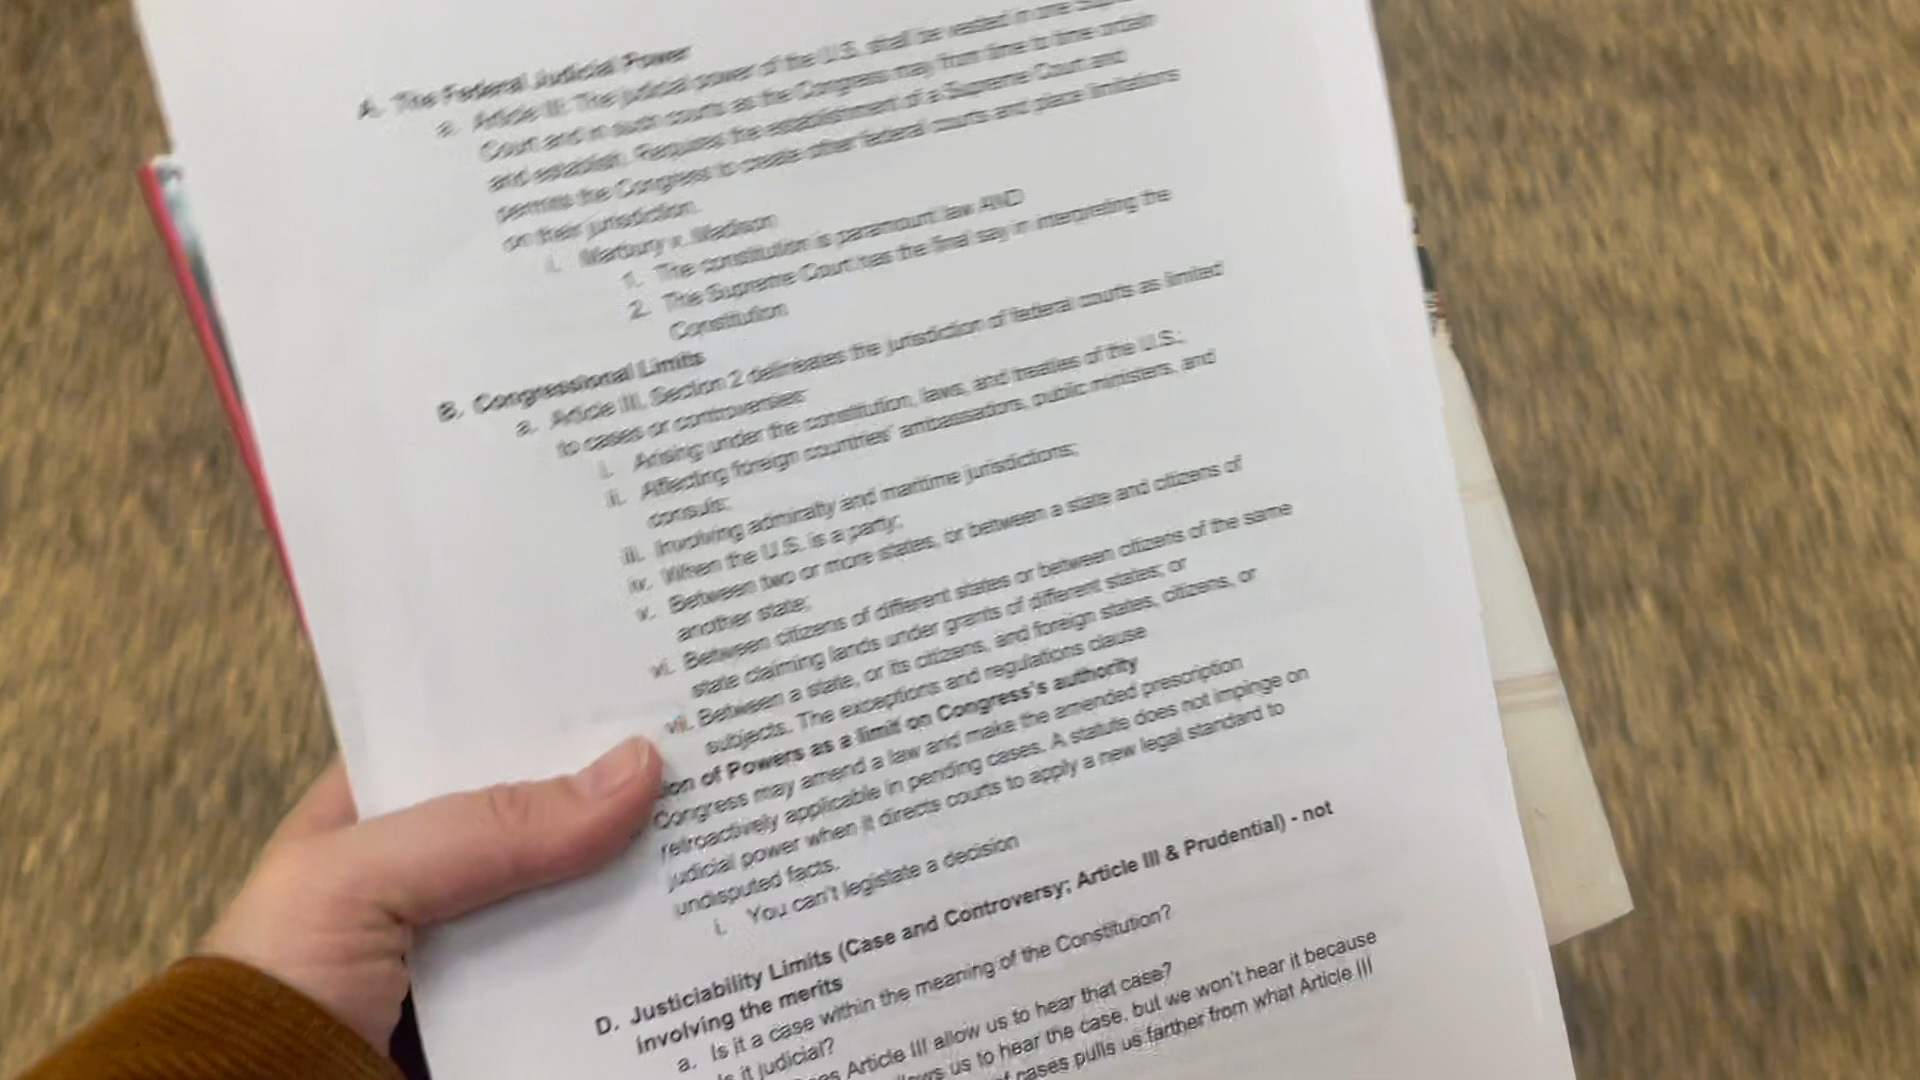 A. The Federal Judicial Power
a. Article III: The judicial power of the U.S. shall be vested in one
Court and in such courts as the Congress may from time to time ordain
and establish. Requires the establishment of a Supreme Court and
permits the Congress to create other federal courts and place limitations
on their jurisdiction.
i. Marbury v. Madison
1. The constitution is paramount law AND
2. The Supreme Court has the final say in interpreting the
Constitution
B. Congressional Limits
a. Article III, Section 2 delineates the jurisdiction of federal courts as limited
to cases or controversies:
i. Arising under the constitution, laws, and treaties of the U.S.;
ii. Affecting foreign countries' ambassadors, public ministers, and
consuls;
iii. Involving admiralty and maritime jurisdictions;
iv. When the U.S. is a party;
v. Between two or more states, or between a state and citizens of
another state;
vi. Between citizens of different states or between citizens of the same
state claiming lands under grants of different states; or
vii. Between a state, or its citizens, and foreign states, citizens, or
subjects. The exceptions and regulations clause
ion of Powers as a limit on Congress's authority
Congress may amend a law and make the amended prescription
retroactively applicable in pending cases. A statute does not impinge on
judicial power when it directs courts to apply a new legal standard to
undisputed facts.
i. You can't legislate a decision
D. Justiciability Limits (Case and Controversy; Article III & Prudential) - not
involving the merits
a. Is it a case within the meaning of the Constitution?
Is it judicial?
Article III allow us to hear that case?
us to hear the case, but we won't hear it because
cases pulls us farther from what Article III